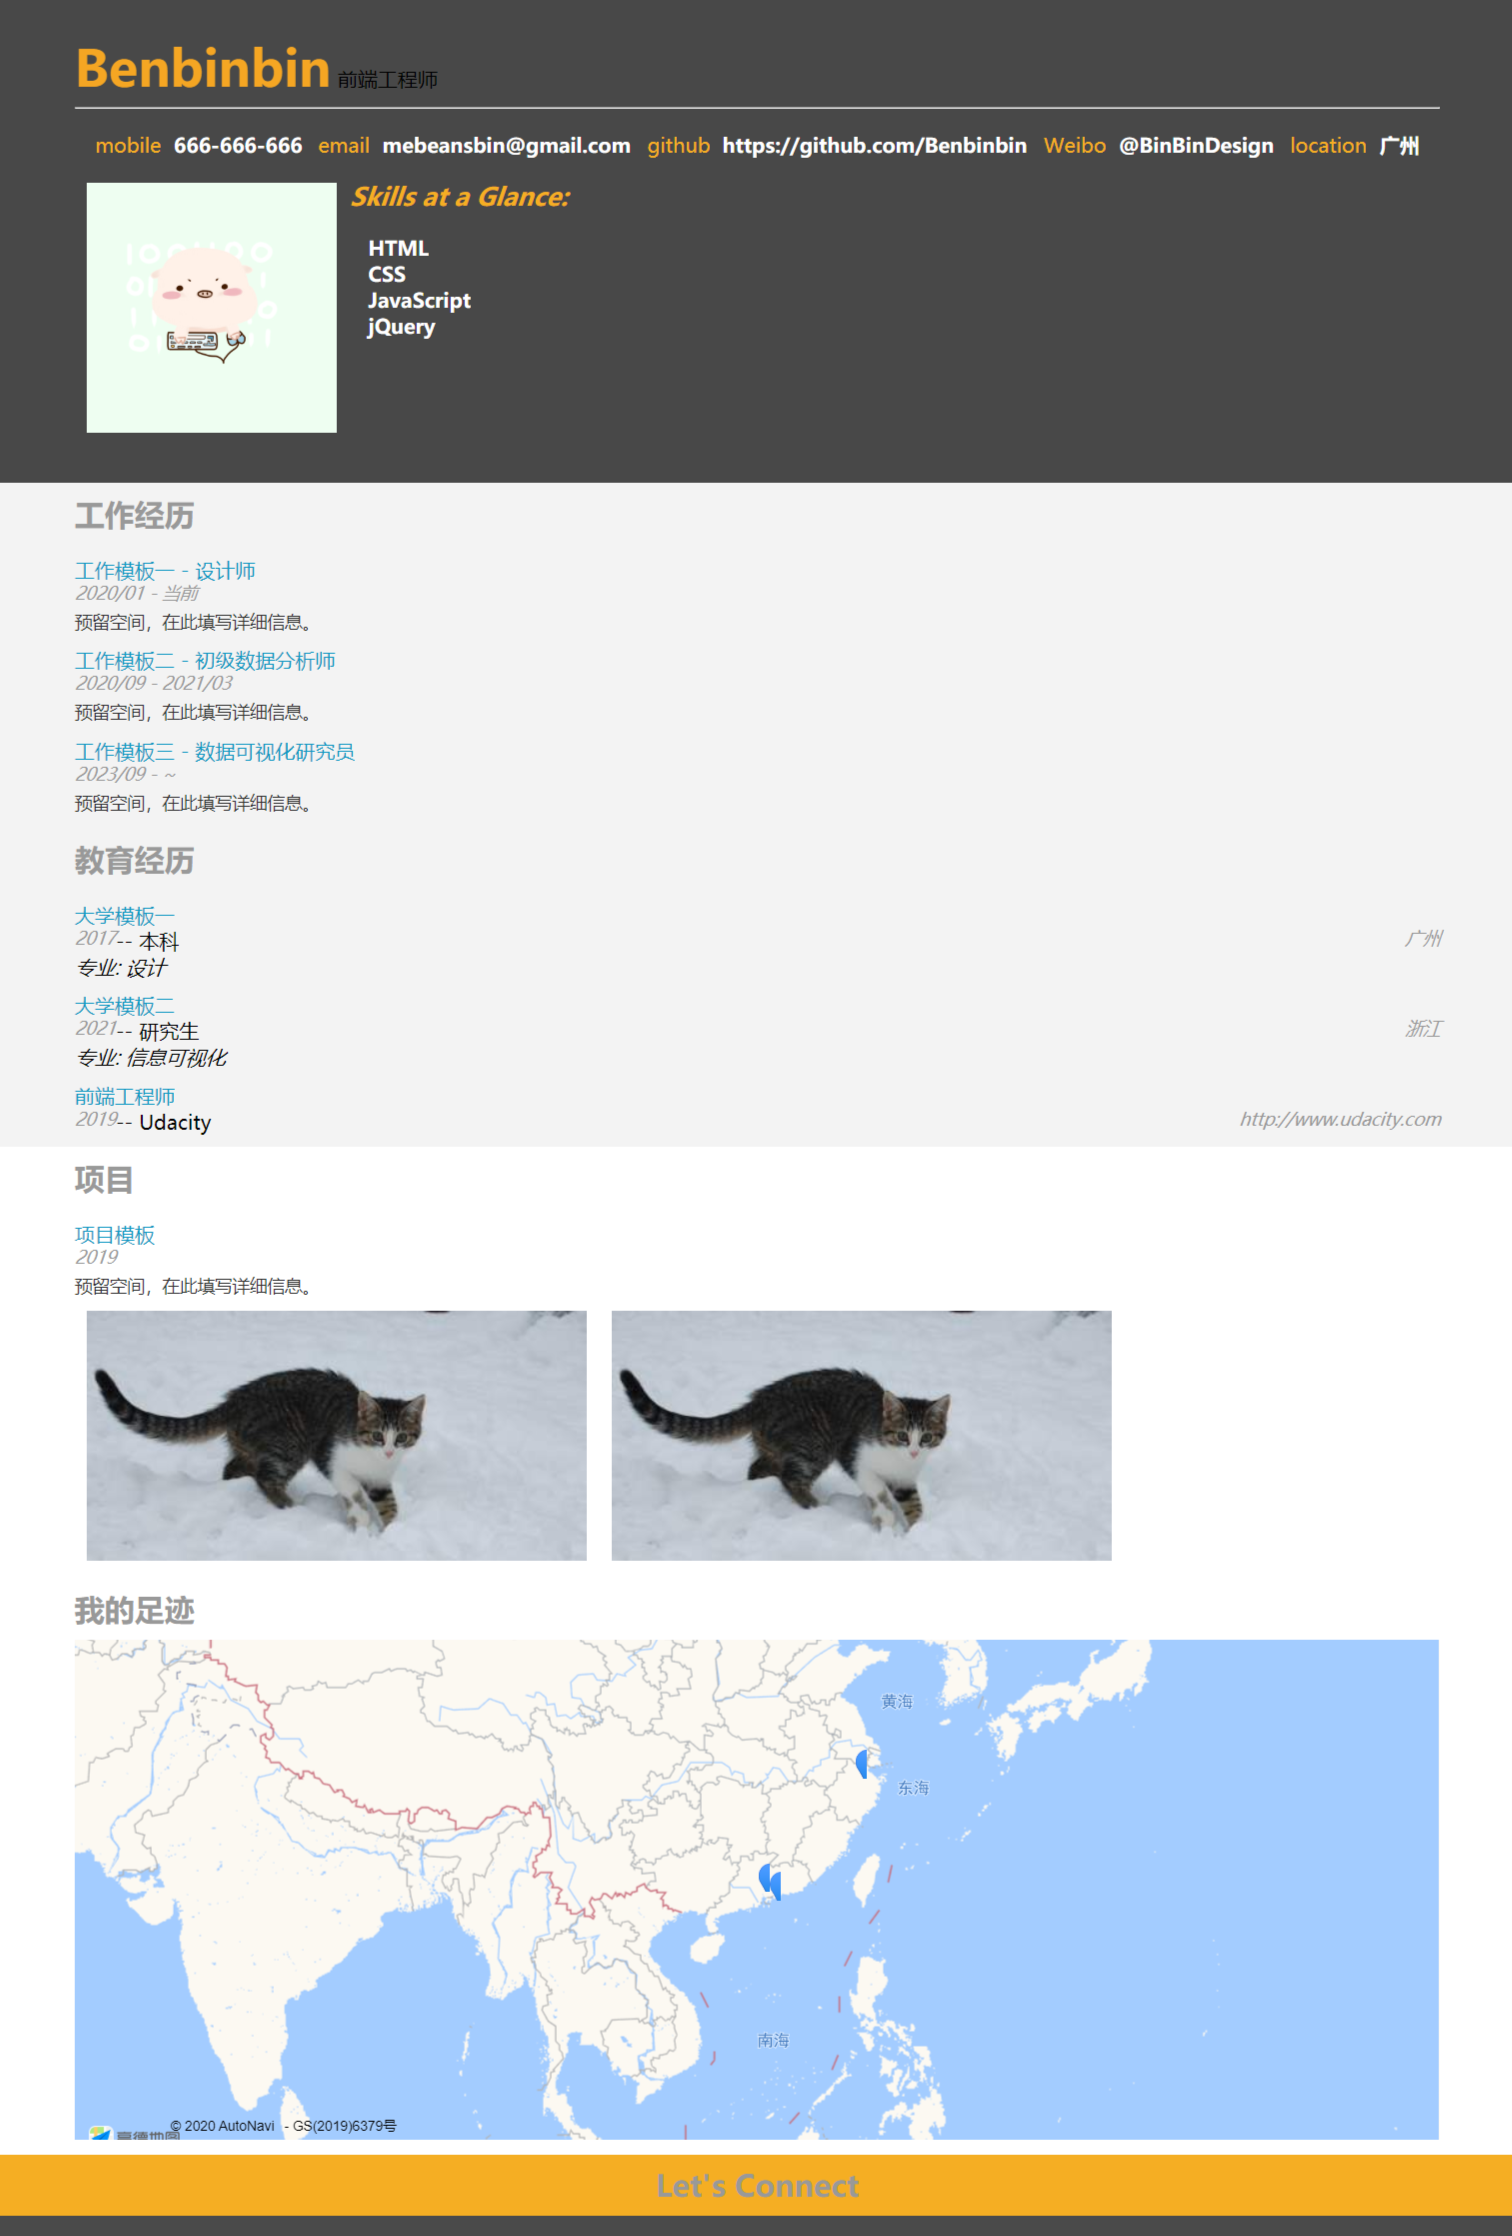 Benbinbin 前端工程师
mobile 666-666-666 email mebeansbin@gmail.com github https://github.com/Benbinbin Weibo @BinBinDesign location 广州
Skills at a Glance:
HTML
CSS
JavaScript
jQuery
工作经历
工作模板一 - 设计师
2020/01 - 当前
预留空间，在此填写详细信息。
工作模板二 - 初级数据分析师
2020/09 - 2021/03
预留空间，在此填写详细信息。
工作模板三 - 数据可视化研究员
2023/09 - ~
预留空间，在此填写详细信息。
教育经历
大学模板一
2017-- 本科 广州
专业: 设计
大学模板二
2021-- 研究生 浙江
专业: 信息可视化
前端工程师
2019-- Udacity http://www.udacity.com
项目
项目模板
2019
预留空间，在此填写详细信息。
我的足迹
黄海
东海
南海
© 2020 AutoNavi - GS(2019)6379号
高德地图
Let's Connect